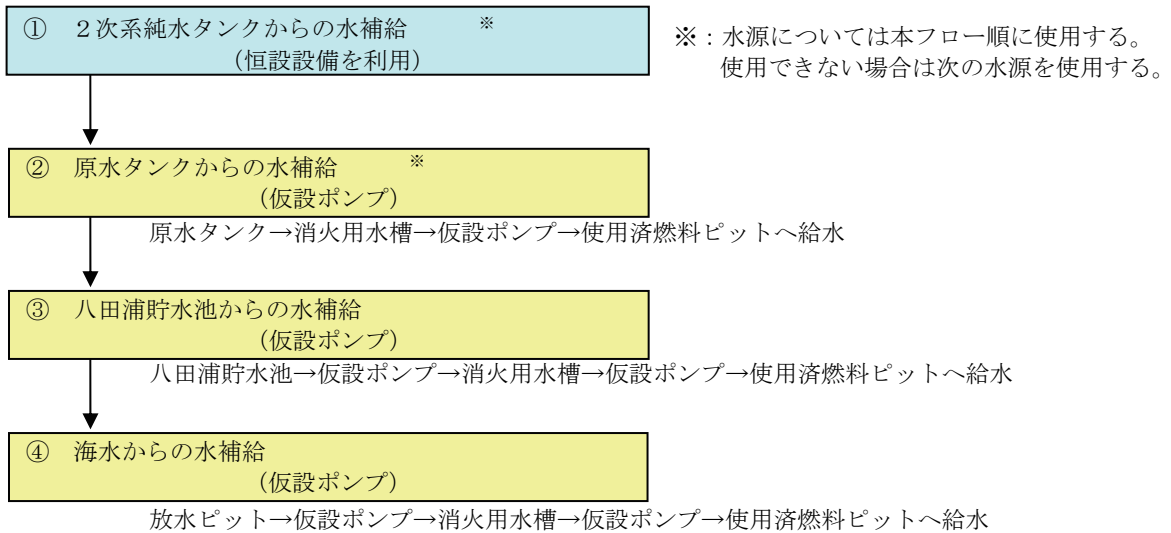 ① ２次系純水タンクからの水補給 ※
（恒設設備を利用）
※：水源については本フロー順に使用する。
使用できない場合は次の水源を使用する。
② 原水タンクからの水補給 ※
（仮設ポンプ）
原水タンク→消火用水槽→仮設ポンプ→使用済燃料ピットへ給水
③ 八田浦貯水池からの水補給
（仮設ポンプ）
八田浦貯水池→仮設ポンプ→消火用水槽→仮設ポンプ→使用済燃料ピットへ給水
④ 海水からの水補給
（仮設ポンプ）
放水ピット→仮設ポンプ→消火用水槽→仮設ポンプ→使用済燃料ピットへ給水